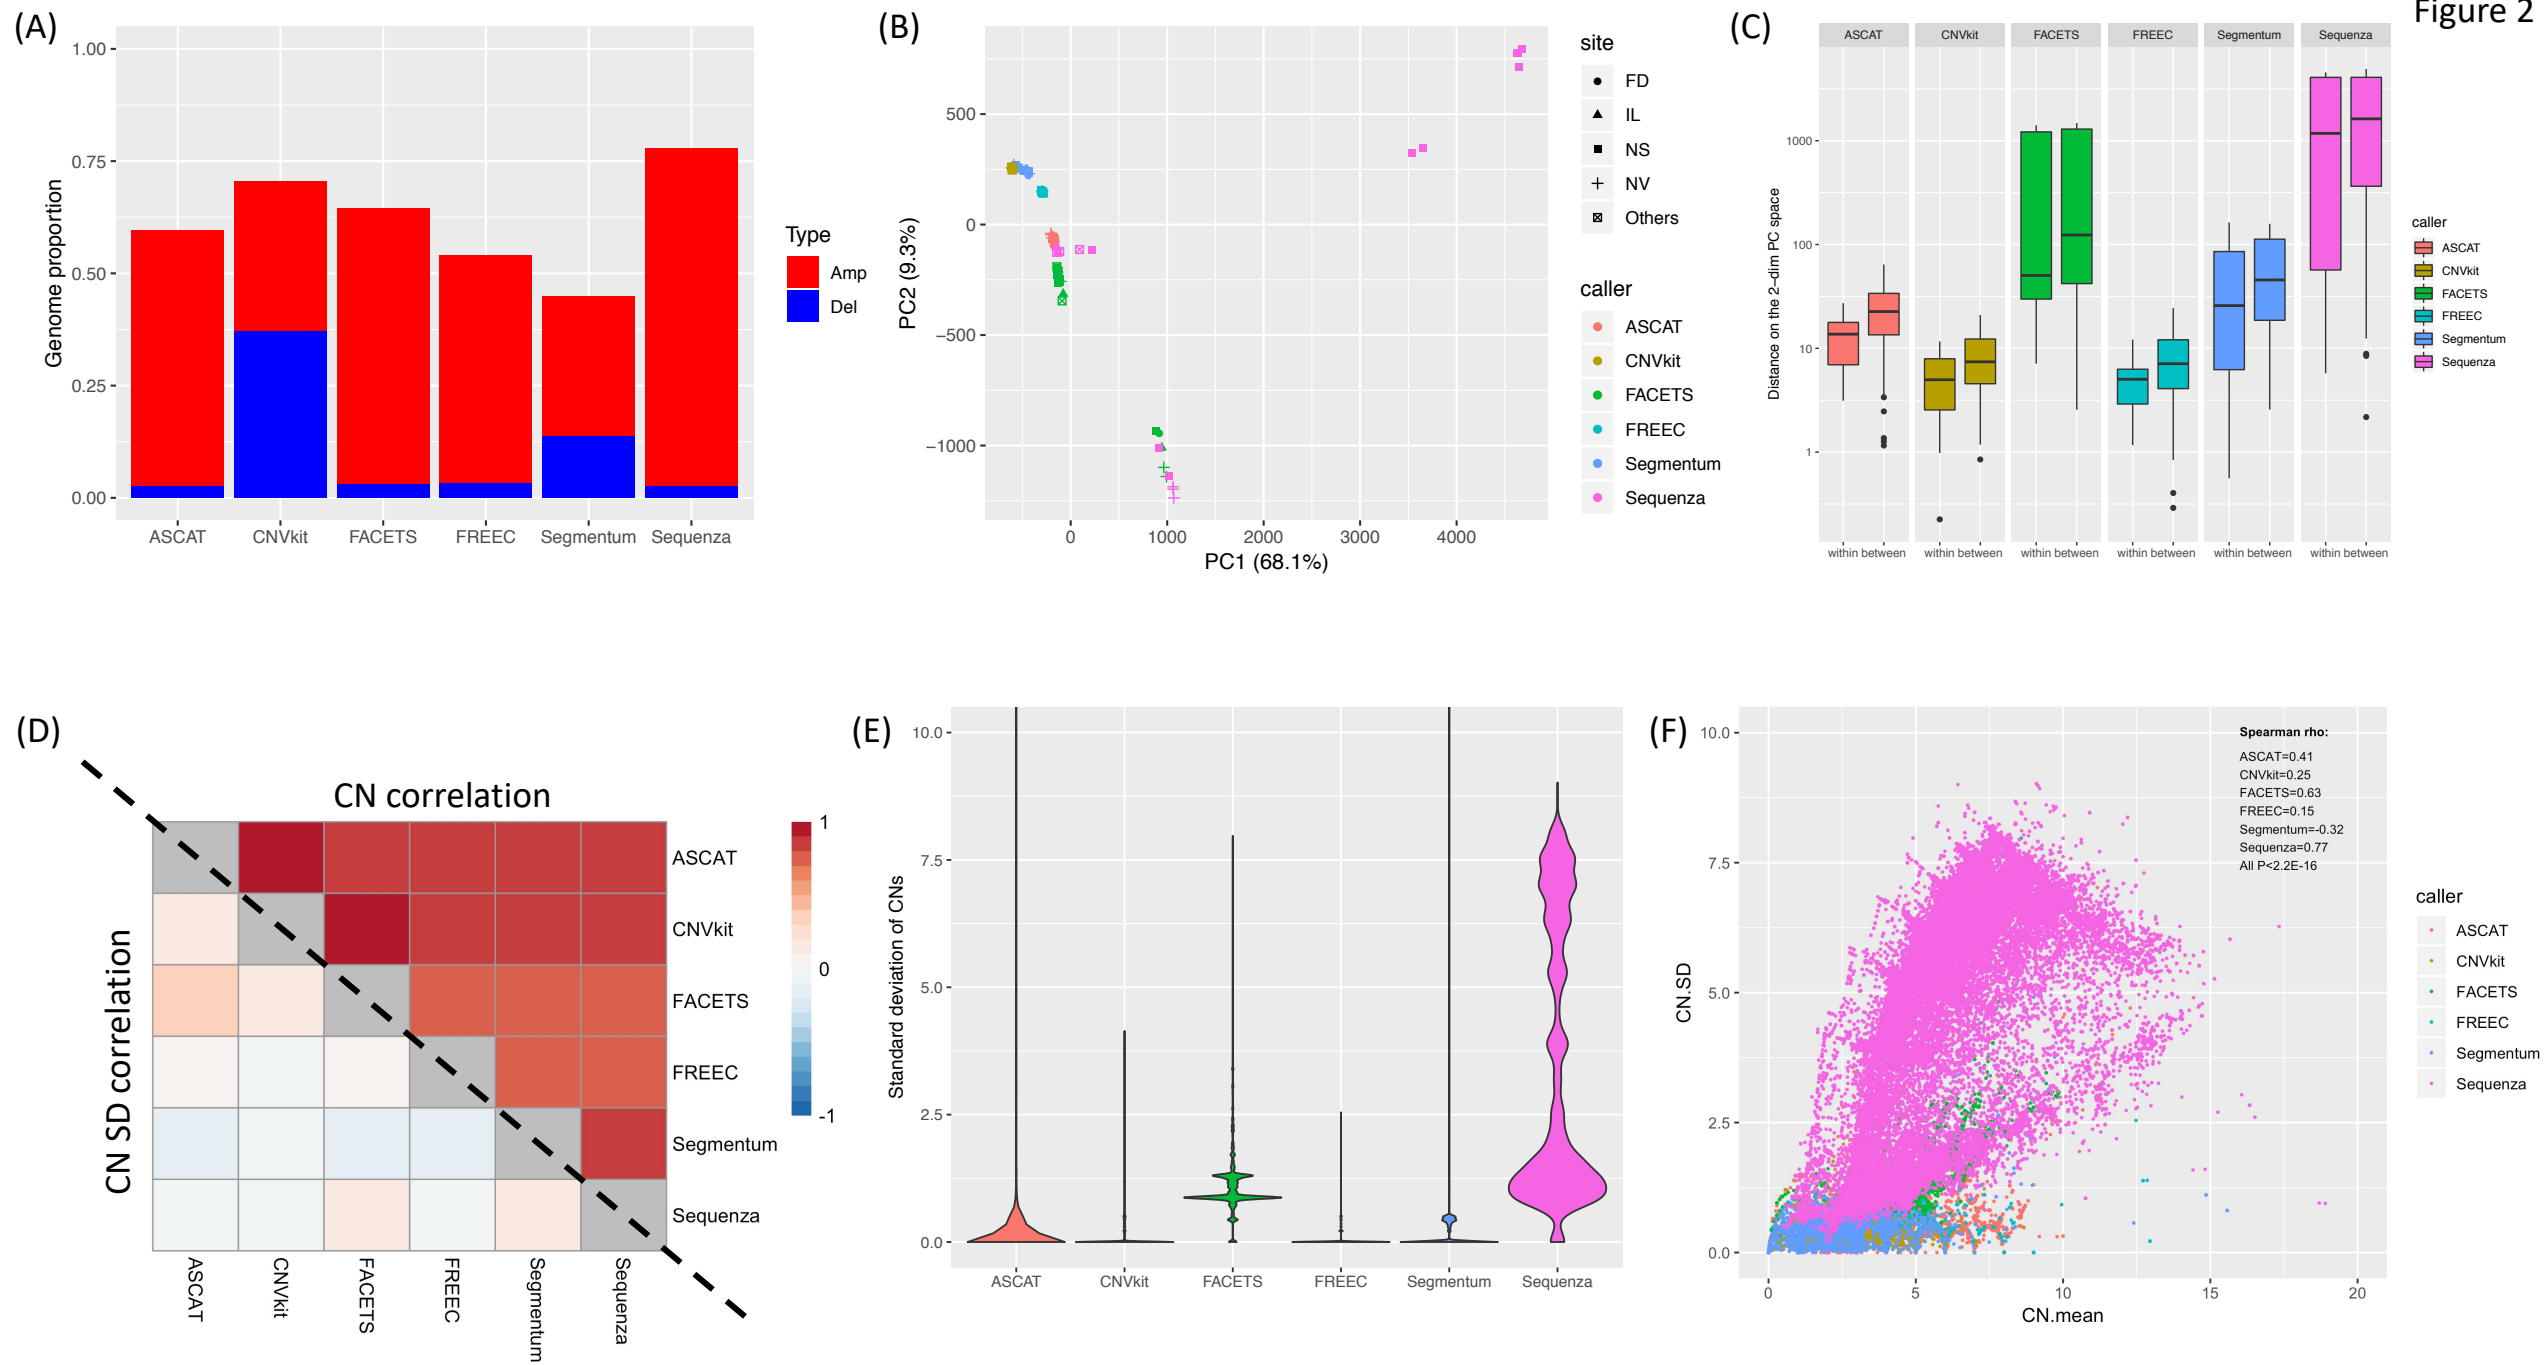 Figure 2
(A)
1.00
0.75
0.50
0.25
0.00
Genome proportion
ASCAT CNVkit FACETS FREEC Segmentum Sequenza
Type
Amp
Del
(B)
500
0
−500
−1000
PC2 (9.3%)
0 1000 2000 3000 4000
PC1 (68.1%)
site
FD
IL
NS
NV
Others
caller
ASCAT
CNVkit
FACETS
FREEC
Segmentum
Sequenza
(C)
ASCAT CNVkit FACETS FREEC Segmentum Sequenza
1000
100
10
1
Distance on the 2−dim PC space
within between within between within between within between within between within between
caller
ASCAT
CNVkit
FACETS
FREEC
Segmentum
Sequenza
(D)
CN correlation
CN SD correlation
ASCAT
CNVkit
FACETS
FREEC
Segmentum
Sequenza
ASCAT CNVkit FACETS FREEC Segmentum Sequenza
1
0
-1
(E)
10.0
7.5
5.0
2.5
0.0
Standard deviation of CNs
ASCAT CNVkit FACETS FREEC Segmentum Sequenza
(F)
10.0
7.5
5.0
2.5
0.0
CN.SD
0 5 10 15 20
CN.mean
Spearman rho:
ASCAT=0.41
CNVkit=0.25
FACETS=0.63
FREEC=0.15
Segmentum=-0.32
Sequenza=0.77
All P<2.2E-16
caller
ASCAT
CNVkit
FACETS
FREEC
Segmentum
Sequenza